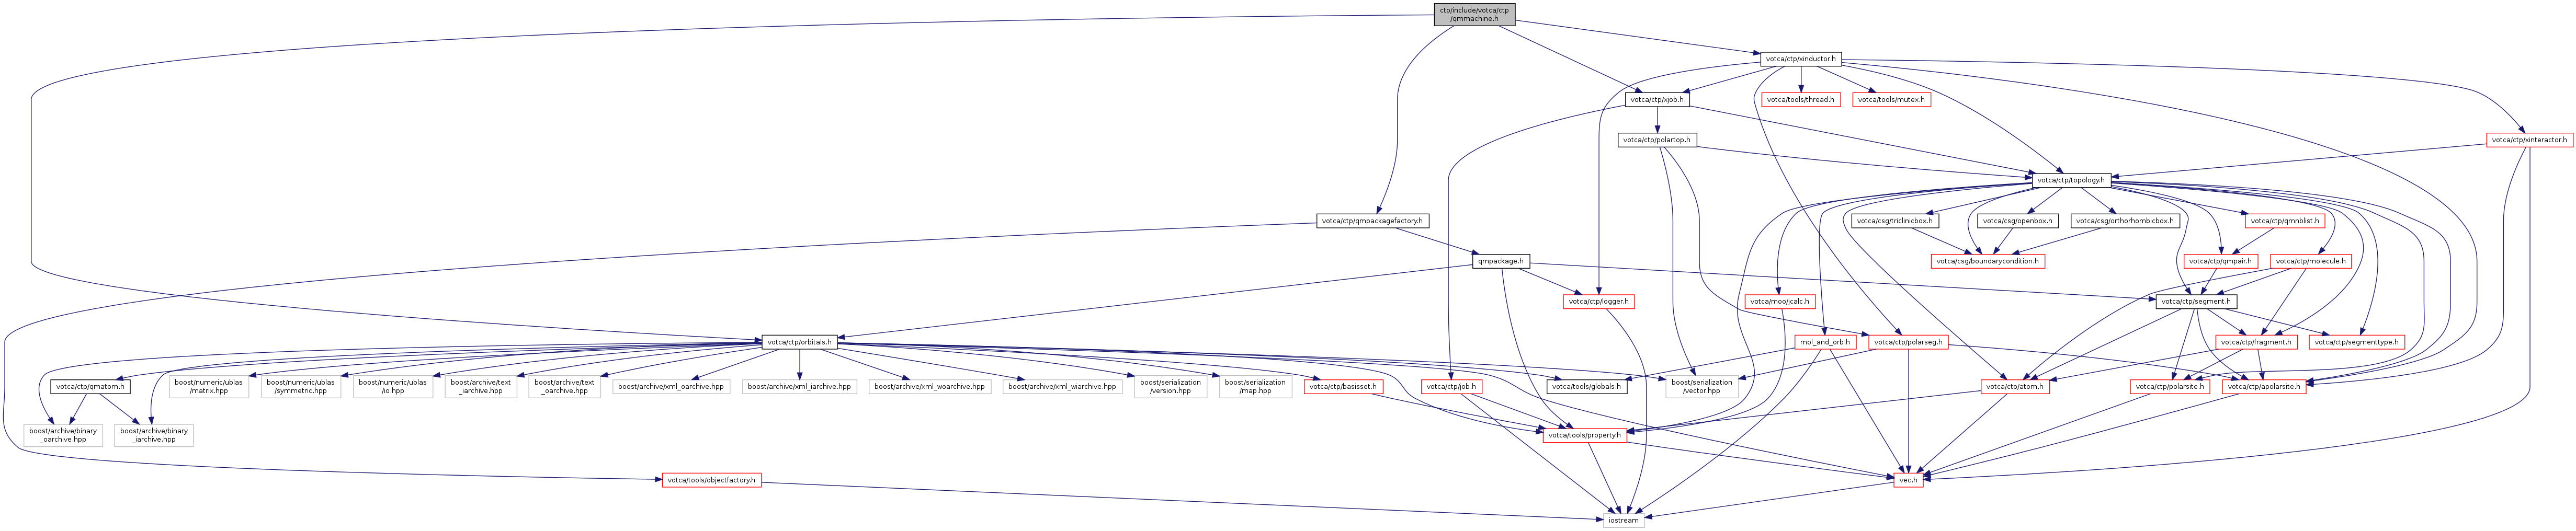 ctp/include/votca/ctp
/qmmachine.h
votca/ctp/xinductor.h
votca/ctp/xjob.h
votca/tools/thread.h
votca/tools/mutex.h
votca/ctp/polartop.h
votca/ctp/xinteractor.h
votca/ctp/topology.h
votca/ctp/qmpackagefactory.h
votca/csg/triclinicbox.h
votca/csg/openbox.h
votca/csg/orthorhombicbox.h
votca/ctp/qmnblist.h
qmpackage.h
votca/csg/boundarycondition.h
votca/ctp/qmpair.h
votca/ctp/molecule.h
votca/ctp/logger.h
votca/moo/jcalc.h
votca/ctp/segment.h
votca/ctp/orbitals.h
mol_and_orb.h
votca/ctp/polarseg.h
votca/ctp/fragment.h
votca/ctp/segmenttype.h
votca/ctp/qmatom.h
boost/numeric/ublas
/matrix.hpp
boost/numeric/ublas
/symmetric.hpp
boost/numeric/ublas
/io.hpp
boost/archive/text
_iarchive.hpp
boost/archive/text
_oarchive.hpp
boost/archive/xml_oarchive.hpp
boost/archive/xml_iarchive.hpp
boost/archive/xml_woarchive.hpp
boost/archive/xml_wiarchive.hpp
boost/serialization
/version.hpp
boost/serialization
/map.hpp
votca/ctp/basisset.h
votca/ctp/job.h
votca/tools/globals.h
boost/serialization
/vector.hpp
votca/ctp/atom.h
votca/ctp/polarsite.h
votca/ctp/apolarsite.h
boost/archive/binary
_oarchive.hpp
boost/archive/binary
_iarchive.hpp
votca/tools/property.h
votca/tools/objectfactory.h
vec.h
iostream